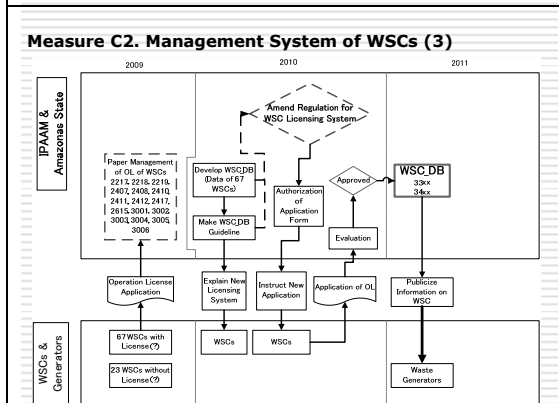 Measure C2. Management System of WSCs (3)
2009
2010
2011
IPAAM &
Amazonas State
Paper Management
of OL of WSCs
2217, 2218, 2219,
2407, 2408, 2410,
2411, 2412, 2417,
2615, 3001, 3002,
3003, 3004, 3005,
3006
Amend Regulation for
WSC Licensing System
Develop WSC_DB
(Data of 67
WSCs)
Make WSC_DB
Guideline
Authorization
of
Application
Form
Approved
Evaluation
WSC_DB
33xx
34xx
Operation License
Application
Explain New
Licensing
System
Instruct New
Application
Application of OL
Publicize
Information on
WSC
WSCs &
Generators
67 WSCs with
License(?)
23 WSCs without
License(?)
WSCs
WSCs
Waste
Generators